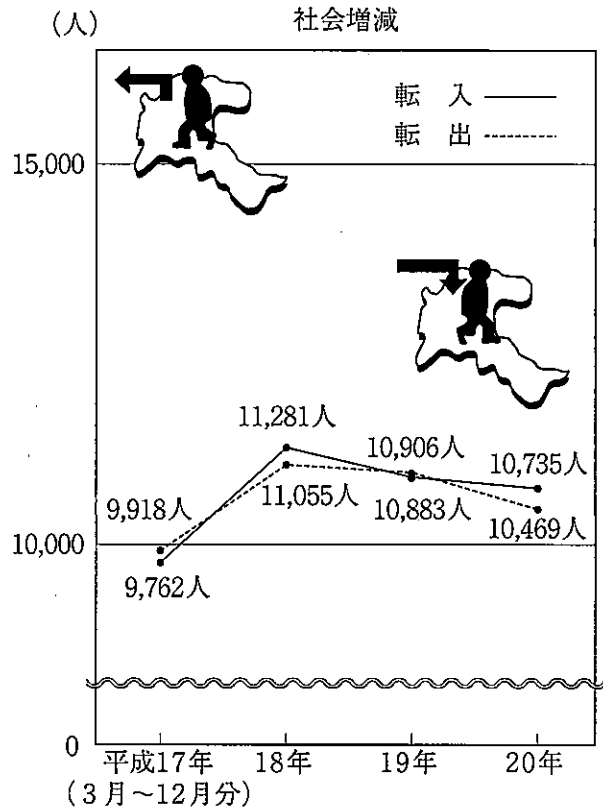 (人)
社会増減
転 入
転 出
15,000
11,281人
10,906人
10,735人
9,918人
11,055人
10,883人
10,469人
10,000
9,762人
0
平成17年 18年 19年 20年
(3月〜12月分)